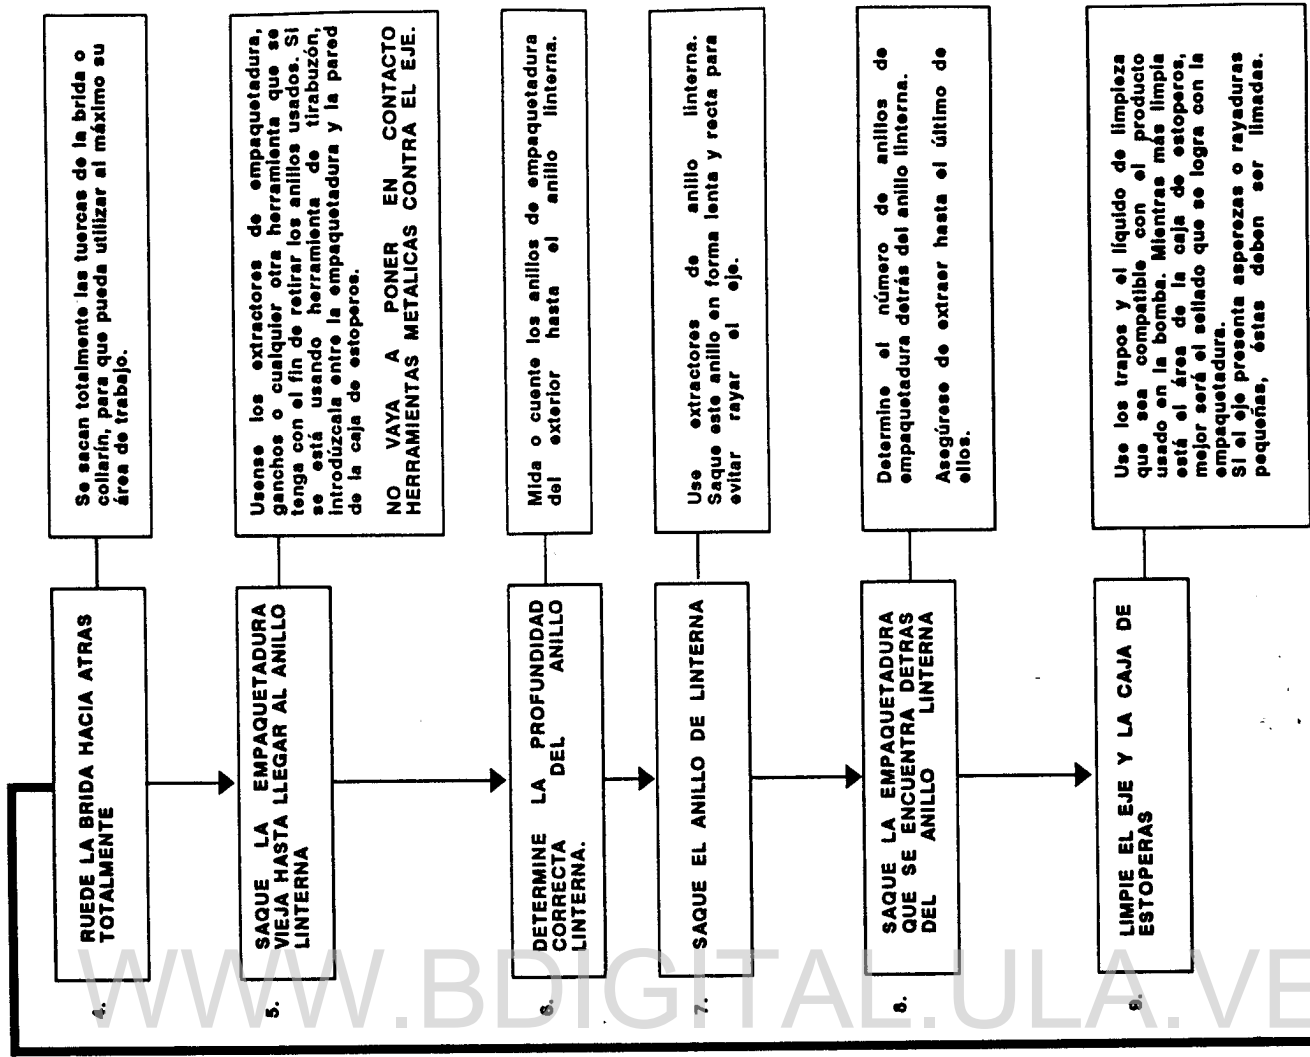 4.
RUEDE LA BRIDA HACIA ATRAS
TOTALMENTE
Se sacan totalmente las tuercas de la brida o
collarín, para que pueda utilizar al máximo su
área de trabajo.
5.
SAQUE LA EMPAQUETADURA
VIEJA HASTA LLEGAR AL ANILLO
LINTERNA
Usense los extractores de empaquetadura,
ganchos o cualquier otra herramienta que se
tenga con el fin de retirar los anillos usados. Si
se está usando herramienta de tirabuzón,
introdúzcala entre la empaquetadura y la pared
de la caja de estoperos.
NO VAYA A PONER EN CONTACTO
HERRAMIENTAS METALICAS CONTRA EL EJE.
6.
DETERMINE LA PROFUNDIDAD
CORRECTA DEL ANILLO
LINTERNA.
Mida o cuente los anillos de empaquetadura
del exterior hasta el anillo linterna.
7.
SAQUE EL ANILLO DE LINTERNA
Use extractores de anillo linterna.
Saque este anillo en forma lenta y recta para
evitar rayar el eje.
8.
SAQUE LA EMPAQUETADURA
QUE SE ENCUENTRA DETRAS
DEL ANILLO LINTERNA
Determine el número de anillos de
empaquetadura detrás del anillo linterna.
Asegúrese de extraer hasta el último de
ellos.
9.
LIMPIE EL EJE Y LA CAJA DE
ESTOPERAS
Use los trapos y el líquido de limpieza
que sea compatible con el producto
usado en la bomba. Mientras más limpia
está el área de la caja de estoperos,
mejor será el sellado que se logra con la
empaquetadura.
Si el eje presenta asperezas o rayaduras
pequeñas, éstas deben ser limadas.
WWW.BDIGITAL.ULA.VE